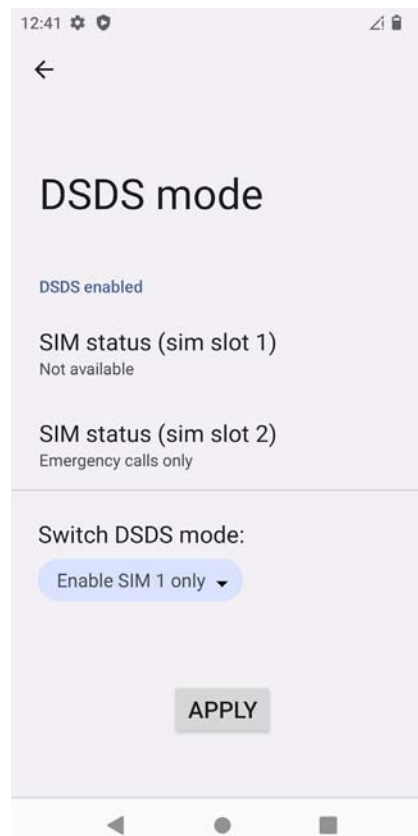 12:41
DSDS mode
DSDS enabled
SIM status (sim slot 1)
Not available
SIM status (sim slot 2)
Emergency calls only
Switch DSDS mode:
Enable SIM 1 only
APPLY